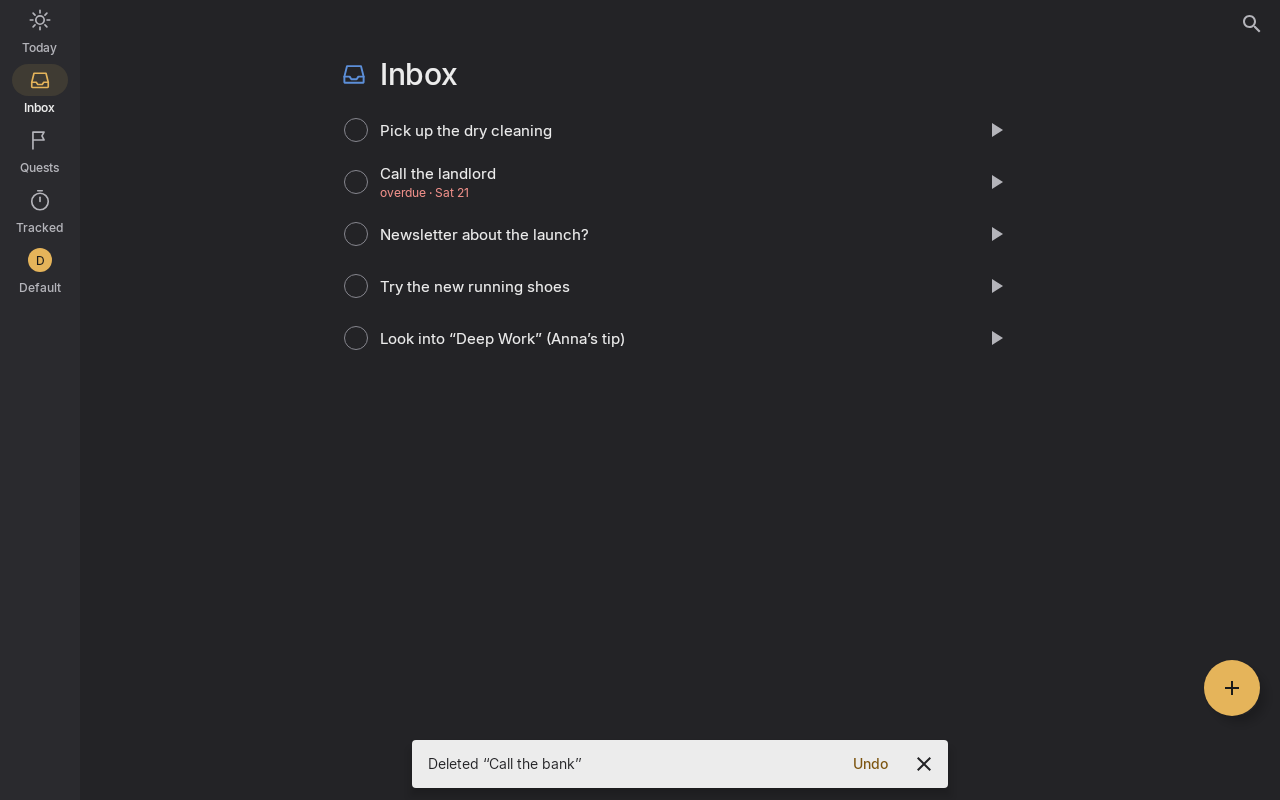 Today
Inbox
Quests
Tracked
D
Default
Inbox
Pick up the dry cleaning
Call the landlord
overdue · Sat 21
Newsletter about the launch?
Try the new running shoes
Look into “Deep Work” (Anna’s tip)
Deleted “Call the bank”
Undo